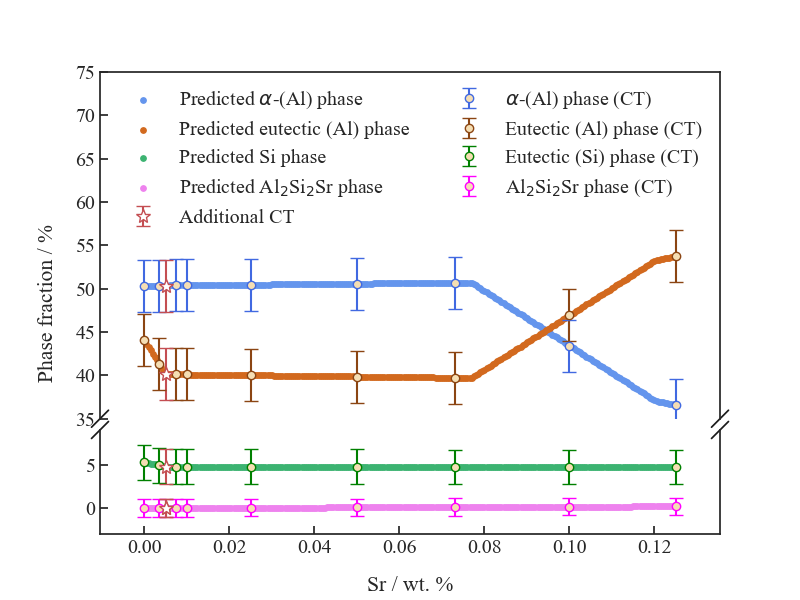 75
70
65
60
55
50
45
40
35
5
0
Phase fraction / %
Predicted α-(Al) phase
Predicted eutectic (Al) phase
Predicted Si phase
Predicted Al₂Si₂Sr phase
Additional CT
α-(Al) phase (CT)
Eutectic (Al) phase (CT)
Eutectic (Si) phase (CT)
Al₂Si₂Sr phase (CT)
0.00 0.02 0.04 0.06 0.08 0.10 0.12
Sr / wt. %